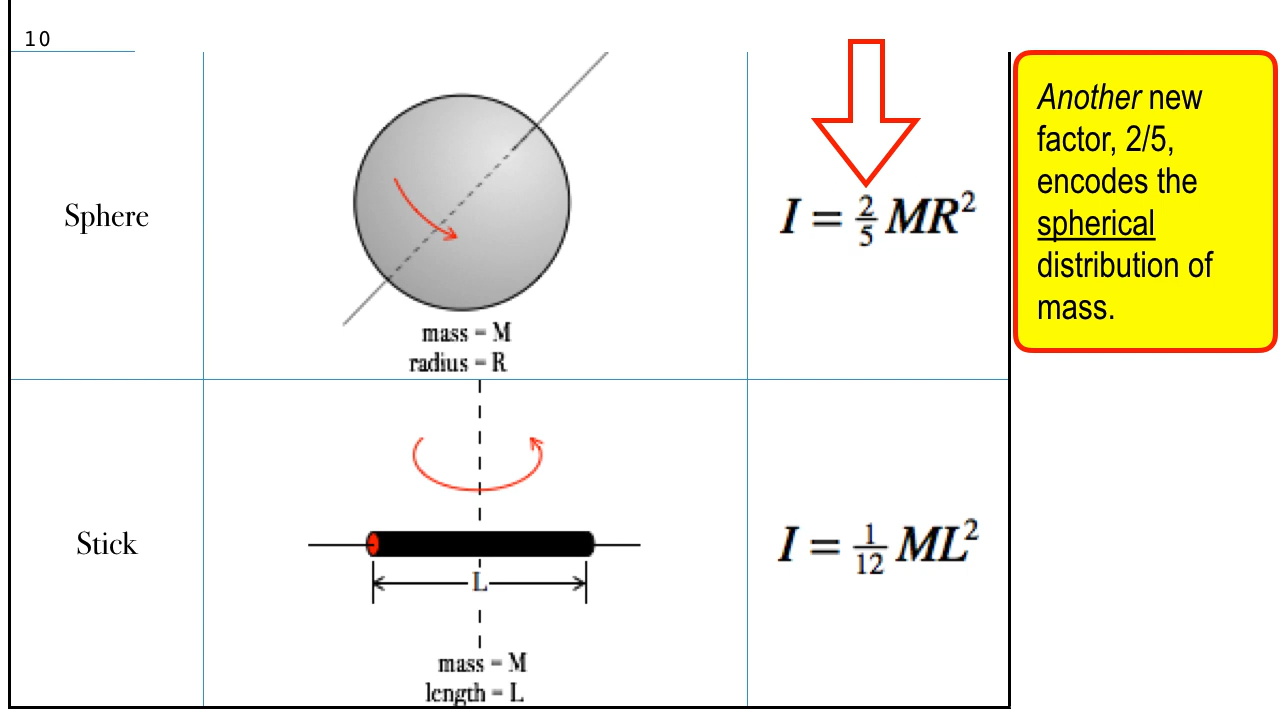 10
Sphere
mass = M
radius = R
I = 2/5 MR²
Another new
factor, 2/5,
encodes the
spherical
distribution of
mass.
Stick
L
mass = M
length = L
I = 1/12 ML²